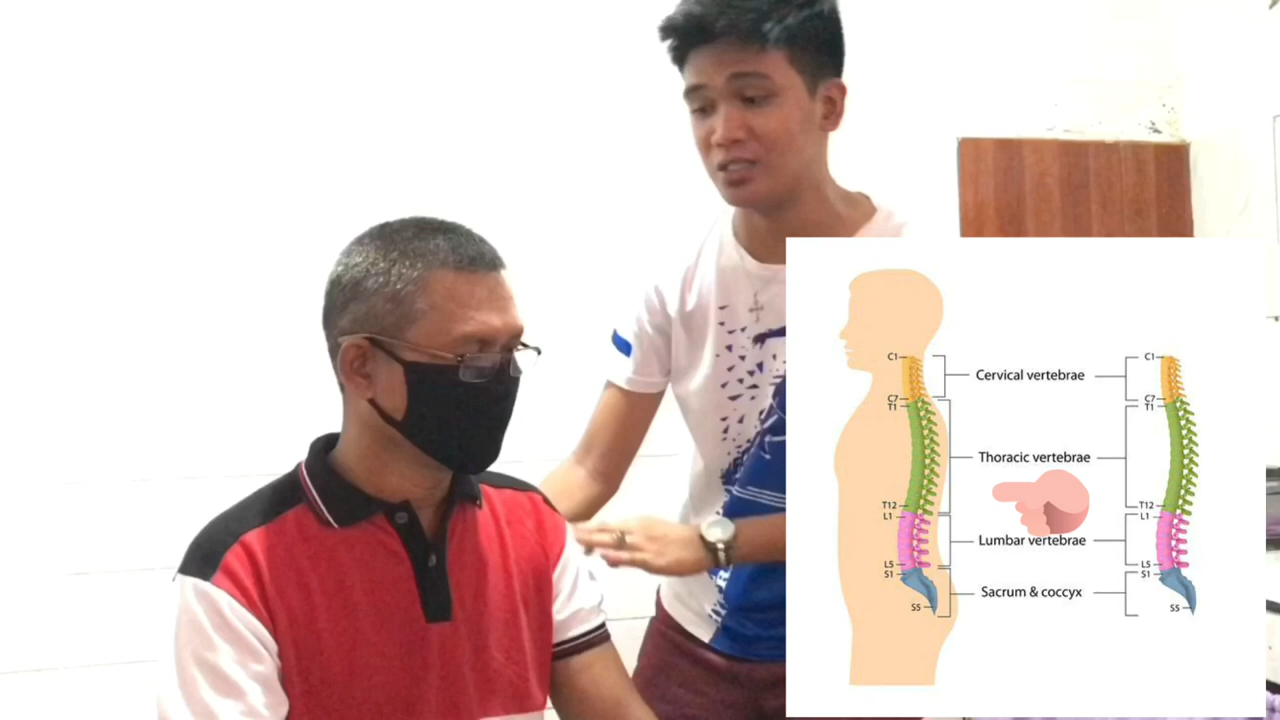 C1
Cervical vertebrae
C1
C7
C7
T1
T1
Thoracic vertebrae
T12
T12
L1
L1
Lumbar vertebrae
L5
L5
S1
S1
Sacrum & coccyx
S5
S5